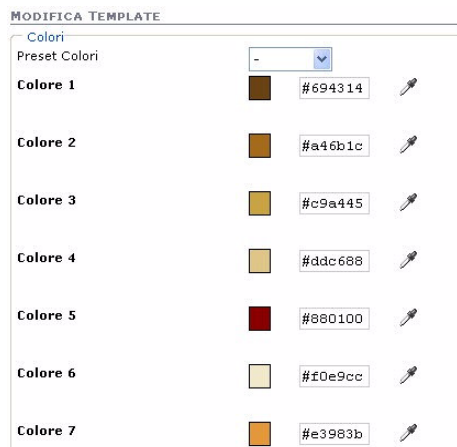 MODIFICA TEMPLATE
Colori
Preset Colori -
Colore 1 #694314
Colore 2 #a46b1c
Colore 3 #c9a445
Colore 4 #ddc688
Colore 5 #880100
Colore 6 #f0e9cc
Colore 7 #e3983b